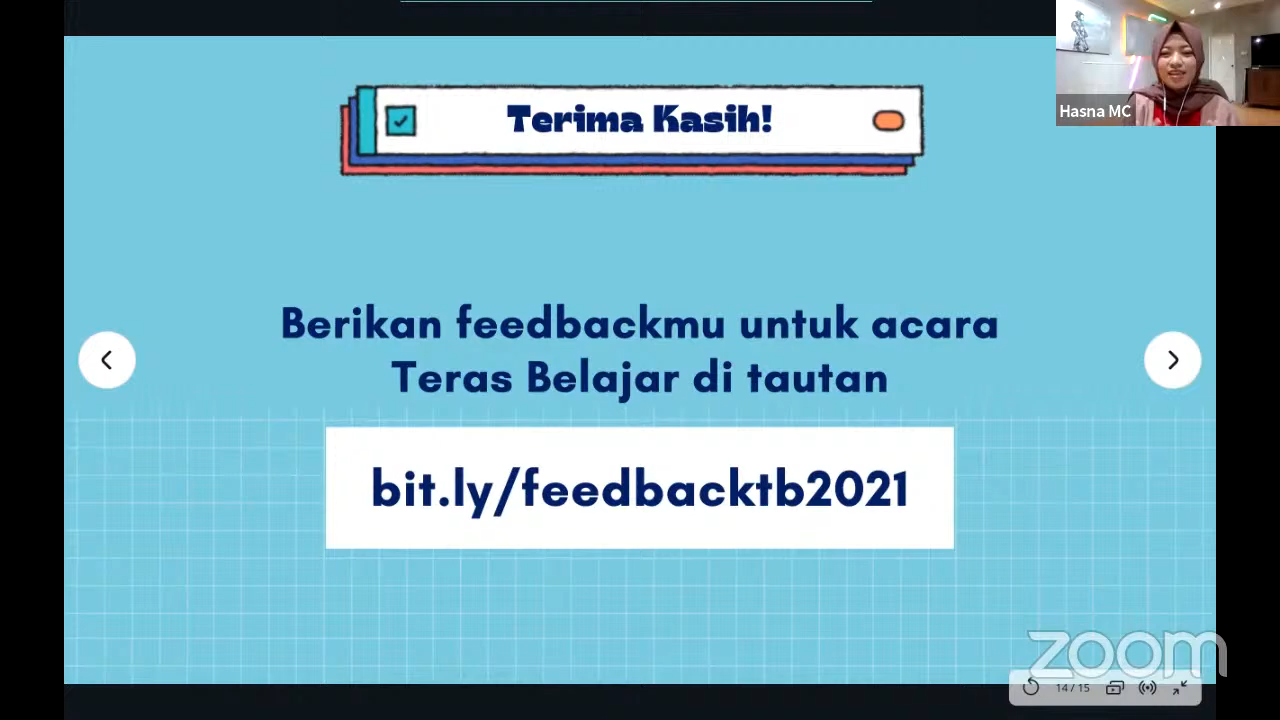 Terima Kasih!
Hasna MC
Berikan feedbackmu untuk acara
Teras Belajar di tautan
bit.ly/feedbacktb2021
zoom
14/15